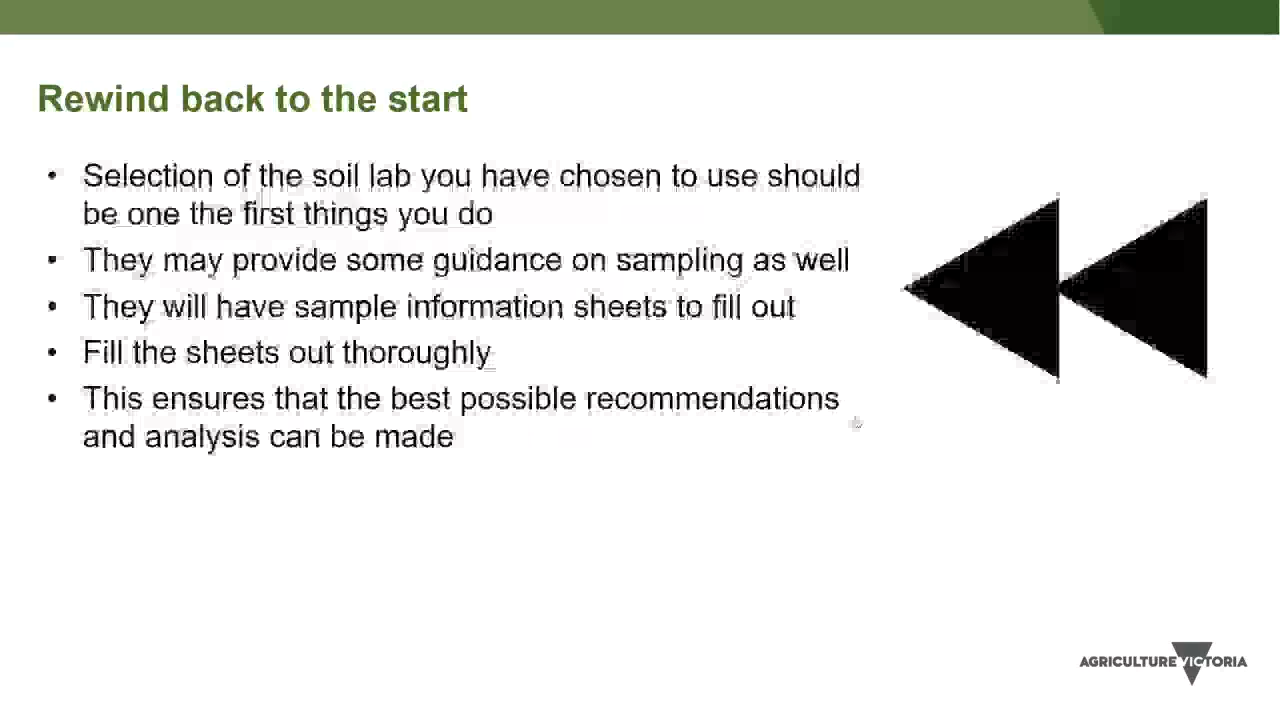 Rewind back to the start
• Selection of the soil lab you have chosen to use should
be one the first things you do
• They may provide some guidance on sampling as well
• They will have sample information sheets to fill out
• Fill the sheets out thoroughly
• This ensures that the best possible recommendations
and analysis can be made
AGRICULTURE VICTORIA